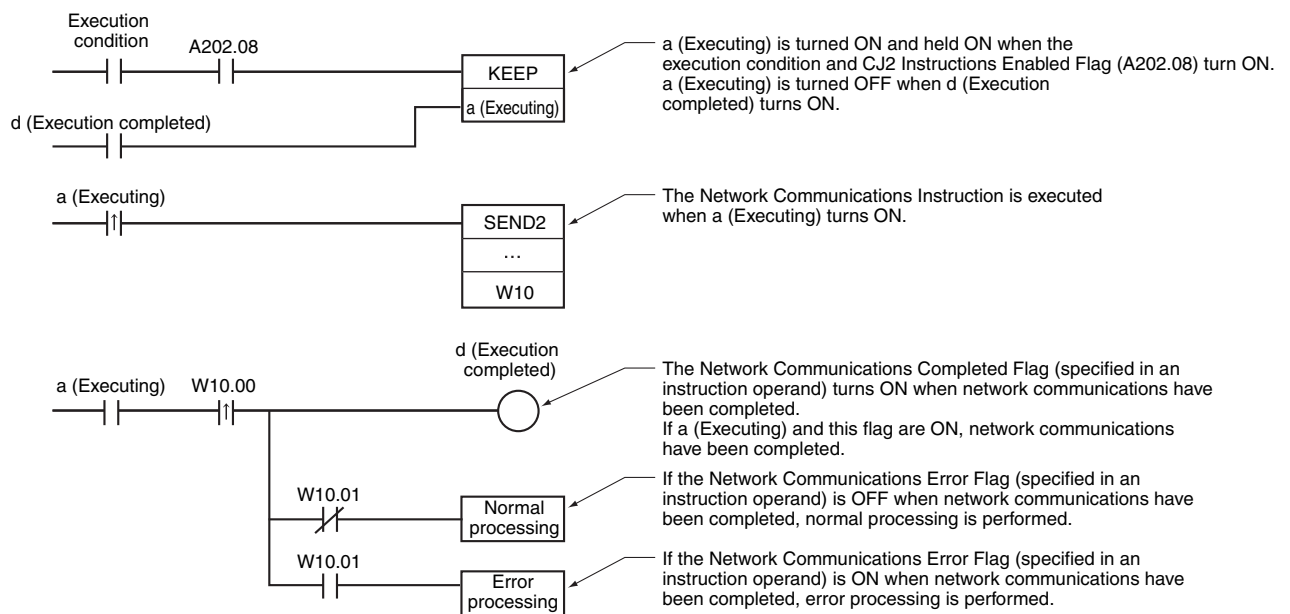 Execution
condition
A202.08
KEEP
a (Executing)
d (Execution completed)
a (Executing) is turned ON and held ON when the
execution condition and CJ2 Instructions Enabled Flag (A202.08) turn ON.
a (Executing) is turned OFF when d (Execution
completed) turns ON.
a (Executing)
↑
SEND2
...
W10
The Network Communications Instruction is executed
when a (Executing) turns ON.
a (Executing)
W10.00
↑
d (Execution
completed)
The Network Communications Completed Flag (specified in an
instruction operand) turns ON when network communications have
been completed.
If a (Executing) and this flag are ON, network communications
have been completed.
W10.01
Normal
processing
If the Network Communications Error Flag (specified in an
instruction operand) is OFF when network communications have
been completed, normal processing is performed.
W10.01
Error
processing
If the Network Communications Error Flag (specified in an
instruction operand) is ON when network communications have
been completed, error processing is performed.